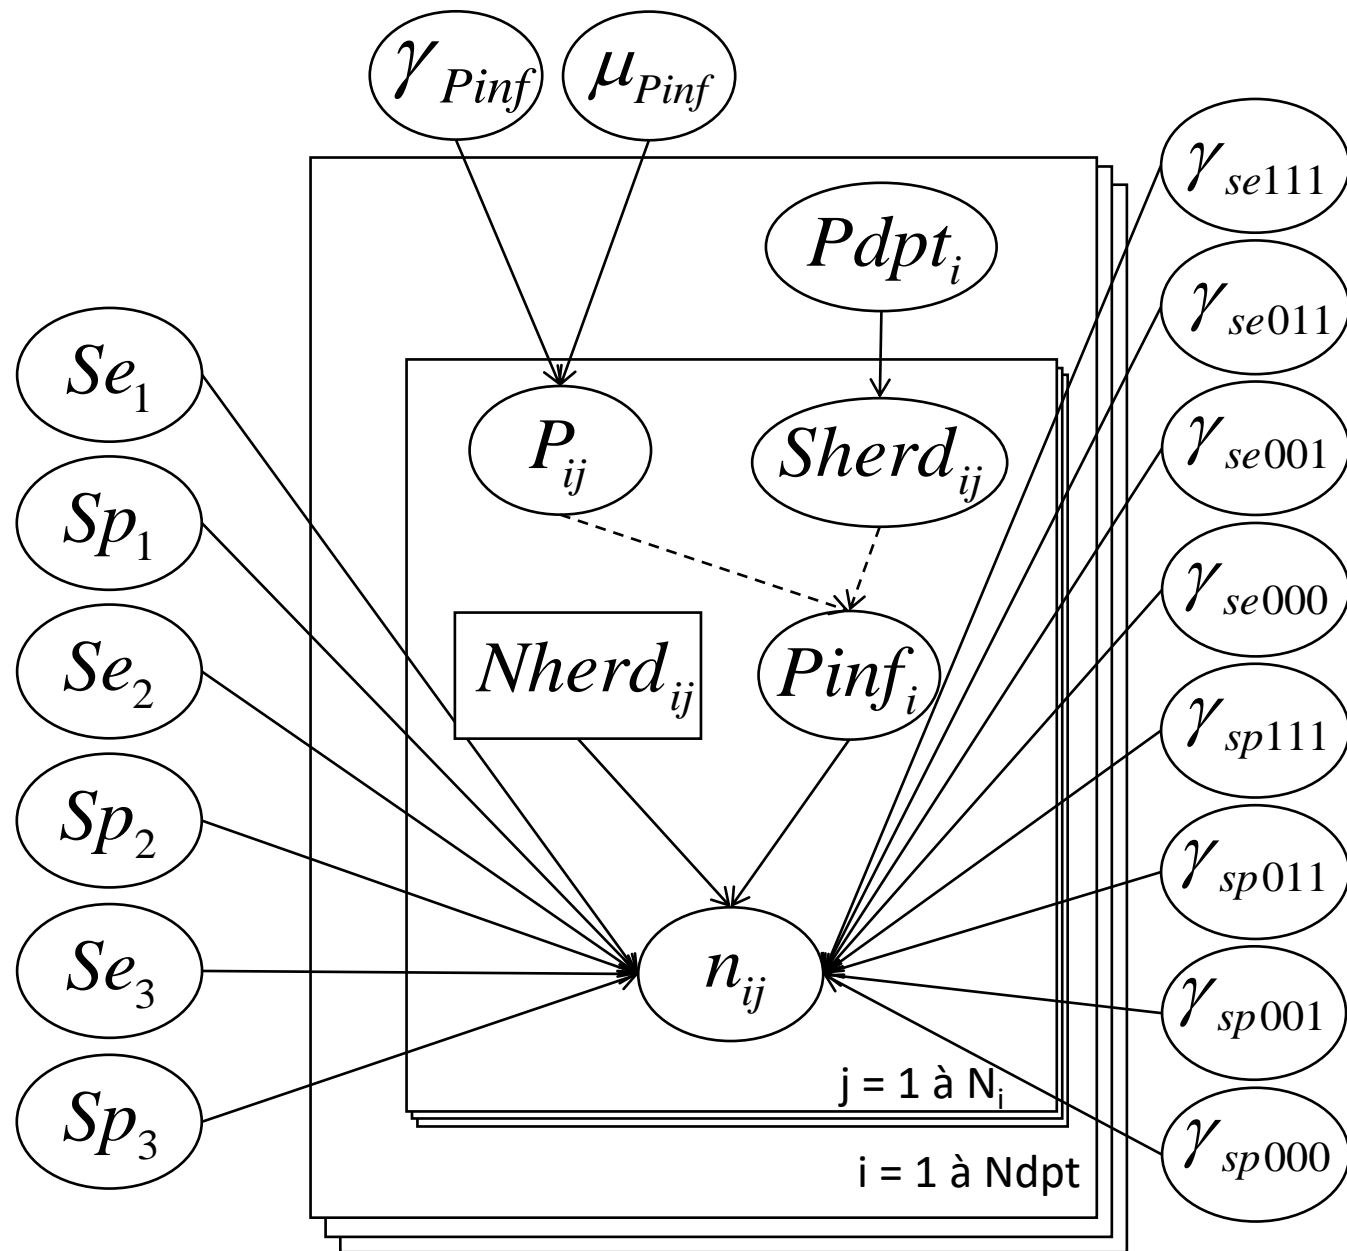 γ_Pinf
μ_Pinf
Pdpt_i
P_ij
Sherd_ij
Nherd_ij
Pinf_i
n_ij
j = 1 à N_i
i = 1 à Ndpt
Se_1
Sp_1
Se_2
Sp_2
Se_3
Sp_3
γ_se111
γ_se011
γ_se001
γ_se000
γ_sp111
γ_sp011
γ_sp001
γ_sp000